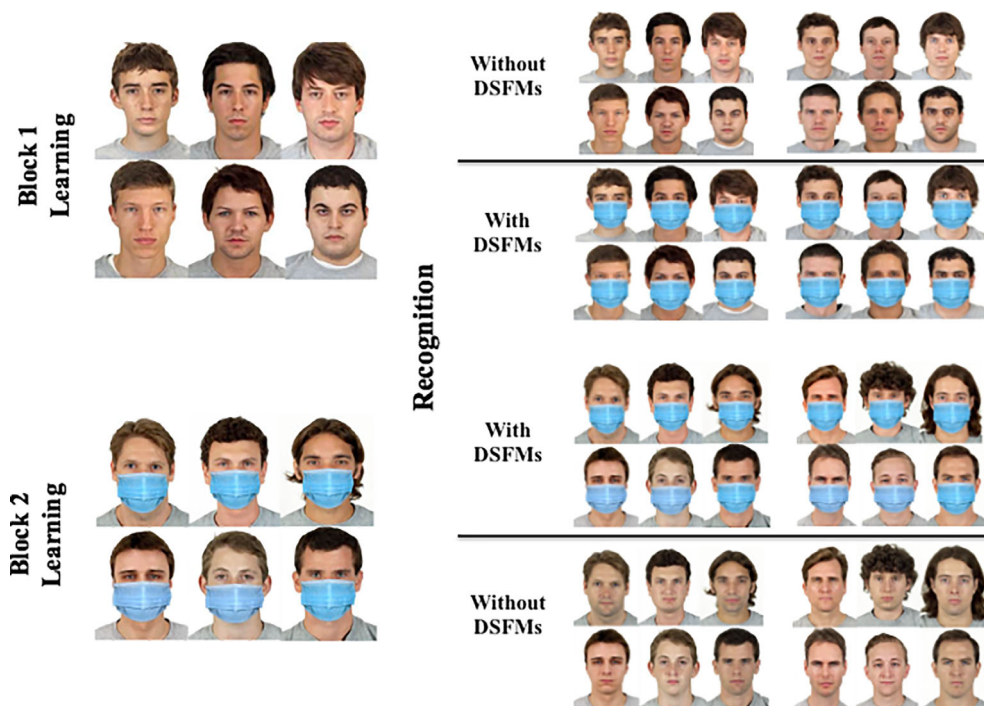 Block 1
Learning
Block 2
Learning
Recognition
Without
DSFMs
With
DSFMs
With
DSFMs
Without
DSFMs